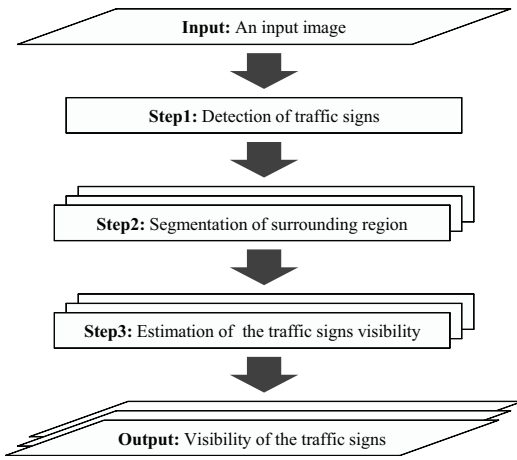 Input: An input image
Step1: Detection of traffic signs
Step2: Segmentation of surrounding region
Step3: Estimation of the traffic signs visibility
Output: Visibility of the traffic signs